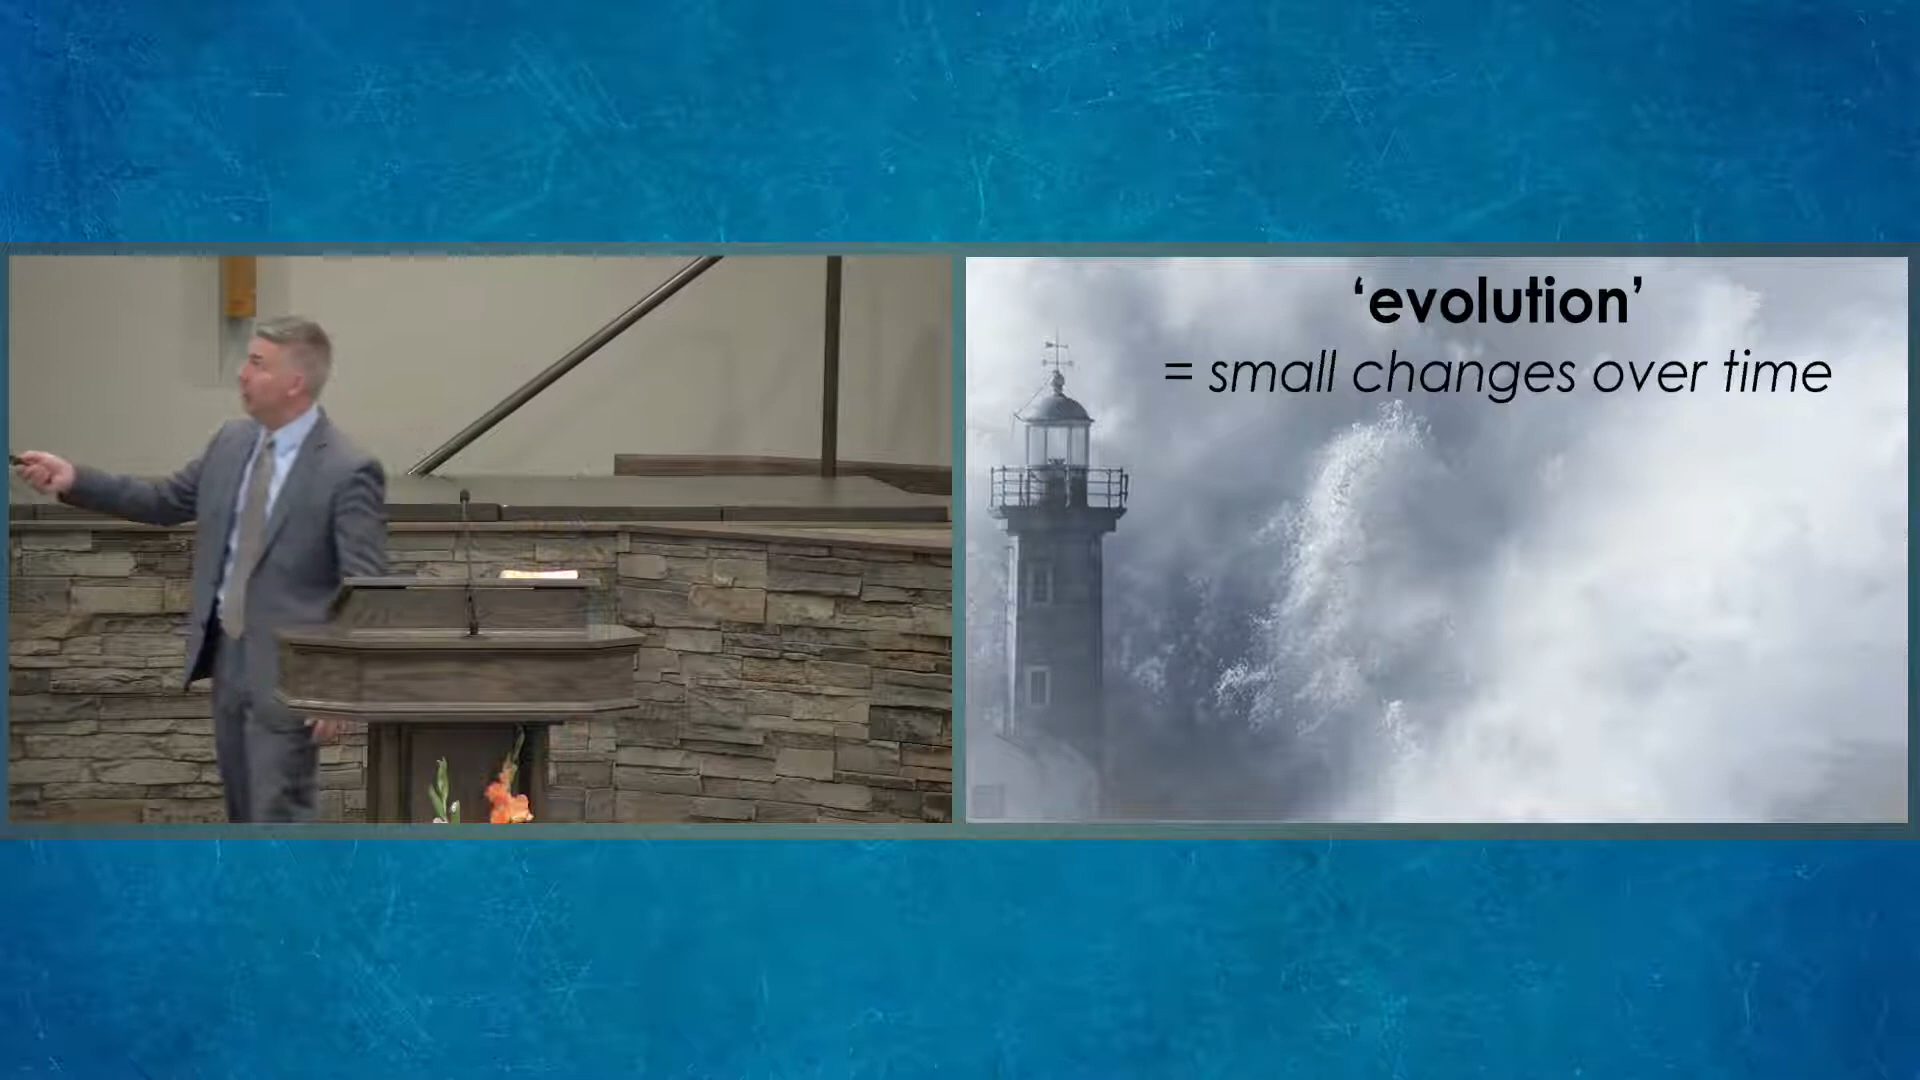 ‘evolution’
= small changes over time